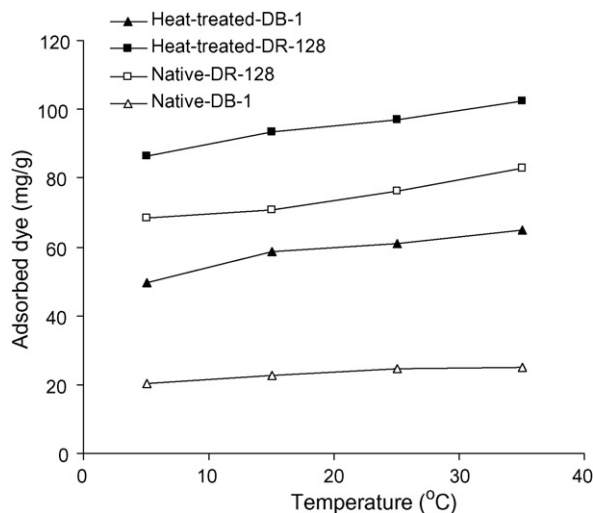 Heat-treated-DB-1
Heat-treated-DR-128
Native-DR-128
Native-DB-1
120
100
80
60
40
20
0
Adsorbed dye (mg/g)
0 10 20 30 40
Temperature (°C)